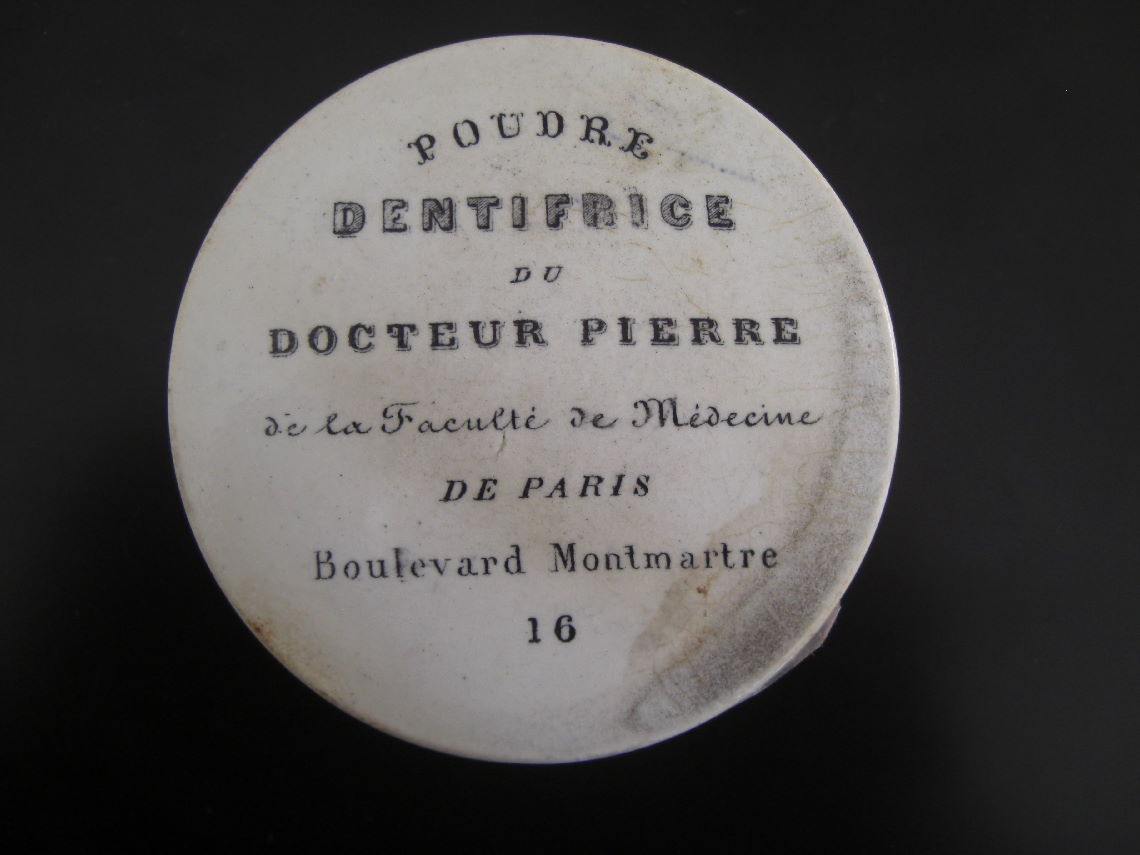 POUDRE
DENTIFRICE
DU
DOCTEUR PIERRE
de la Faculté de Médecine
DE PARIS
Boulevard Montmartre
16